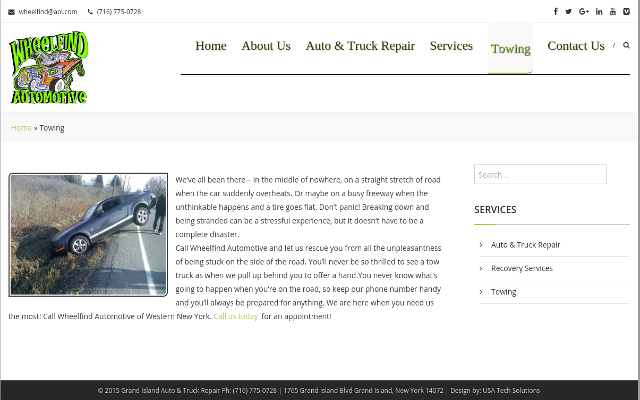 wheelfind@aol.com (716) 775-0728
WHEELFIND
AUTOMOTIVE
Home About Us Auto & Truck Repair Services Towing Contact Us /
Home » Towing
We've all been there – in the middle of nowhere, on a straight stretch of road
when the car suddenly overheats. Or maybe on a busy freeway when the
unthinkable happens and a tire goes flat. Don't panic! Breaking down and
being stranded can be a stressful experience, but it doesn't have to be a
complete disaster.
Call Wheelfind Automotive and let us rescue you from all the unpleasantness
of being stuck on the side of the road. You'll never be so thrilled to see a tow
truck as when we pull up behind you to offer a hand.You never know what's
going to happen when you're on the road, so keep our phone number handy
and you'll always be prepared for anything. We are here when you need us
the most! Call Wheelfind Automotive of Western New York. Call us today for an appointment!
Search ...
SERVICES
Auto & Truck Repair
Recovery Services
Towing
© 2015 Grand Island Auto & Truck Repair Ph: (716) 775-0728 | 1765 Grand Island Blvd Grand Island, New York 14072 | Design by: USA Tech Solutions